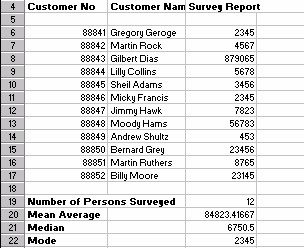 4 Customer No Customer Nam Survey Report
5
6 88841 Gregory Geroge 2345
7 88842 Martin Rock 4567
8 88843 Gilbert Dias 879065
9 88844 Lilly Collins 5678
10 88845 Sheil Adams 3456
11 88846 Micky Francis 2345
12 88847 Jimmy Hawk 7823
13 88848 Moody Hams 56783
14 88849 Andrew Shultz 453
15 88850 Bernard Grey 23456
16 88851 Martin Ruthers 8765
17 88852 Billy Moore 23145
18
19 Number of Persons Surveyed 12
20 Mean Average 84823.41667
21 Median 6750.5
22 Mode 2345